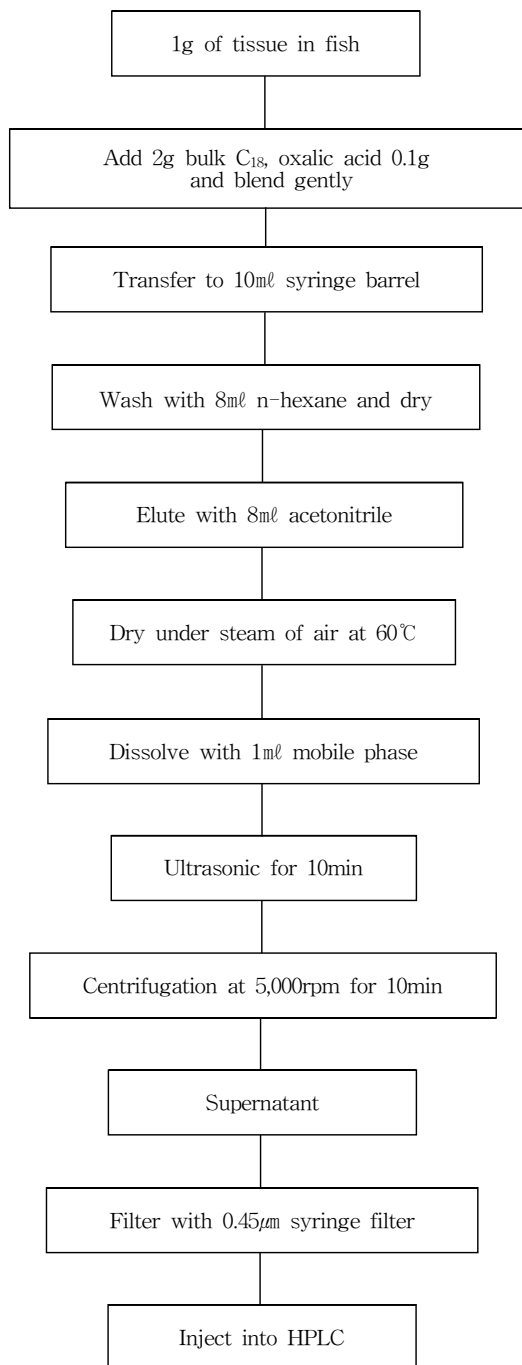 1g of tissue in fish
Add 2g bulk C₁₈, oxalic acid 0.1g
and blend gently
Transfer to 10㎖ syringe barrel
Wash with 8㎖ n-hexane and dry
Elute with 8㎖ acetonitrile
Dry under steam of air at 60℃
Dissolve with 1㎖ mobile phase
Ultrasonic for 10min
Centrifugation at 5,000rpm for 10min
Supernatant
Filter with 0.45㎛ syringe filter
Inject into HPLC